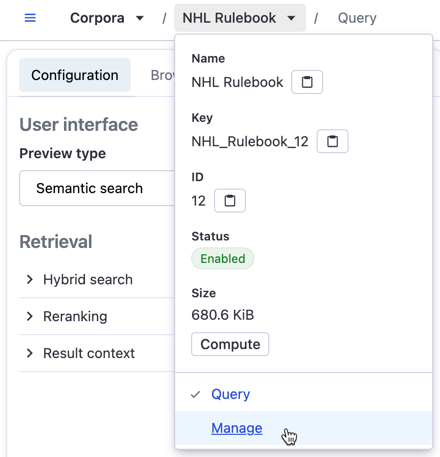 Corpora / NHL Rulebook / Query
Configuration Bro
User interface
Preview type
Semantic search
Retrieval
Hybrid search
Reranking
Result context
Name
NHL Rulebook
Key
NHL_Rulebook_12
ID
12
Status
Enabled
Size
680.6 KiB
Compute
Query
Manage